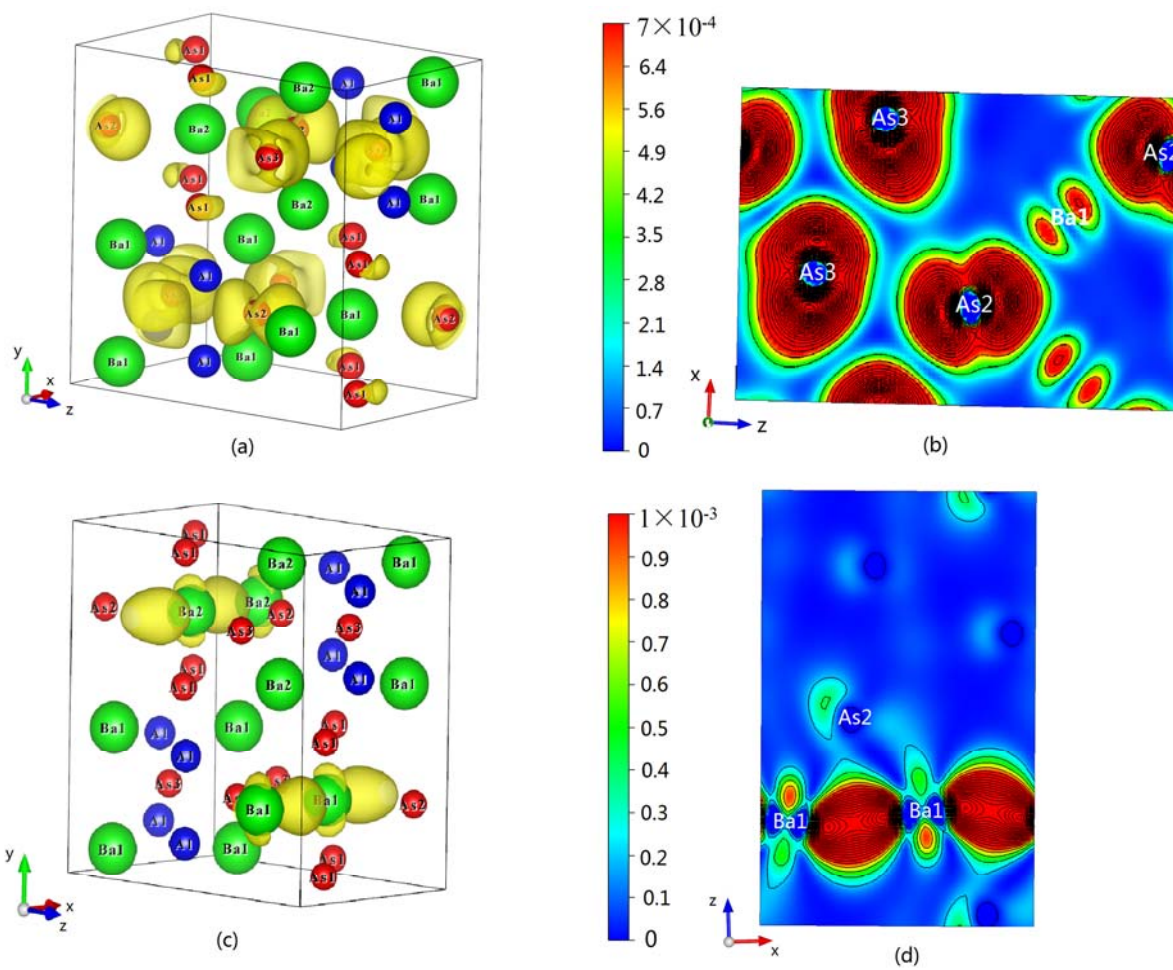 As1
As1
Ba2
Al
Ba1
As2
Ba2
Al
As3
As1
As1
Ba2
Al
Ba1
Ba1
Al
Ba1
Al
As1
As1
As2
Ba1
Ba1
As2
Ba1
Al
Ba1
As1
As1
y
x
z
(a)
7×10⁻⁴
6.4
5.6
4.9
4.2
3.5
2.8
2.1
1.4
0.7
0
As3
As2
Ba1
As3
As2
x
z
(b)
As1
As1
Ba2
Al
Ba1
Al
As2
Ba2
Ba2
As2
As3
As3
Al
As1
As1
Ba2
Al
Ba1
Ba1
Al
Ba1
As1
As1
Al
As3
Ba1
Ba1
As2
Al
Al
Ba1
Ba1
As1
As1
y
x
z
(c)
1×10⁻³
0.9
0.8
0.7
0.6
0.5
0.4
0.3
0.2
0.1
0
As2
Ba1
Ba1
z
x
(d)